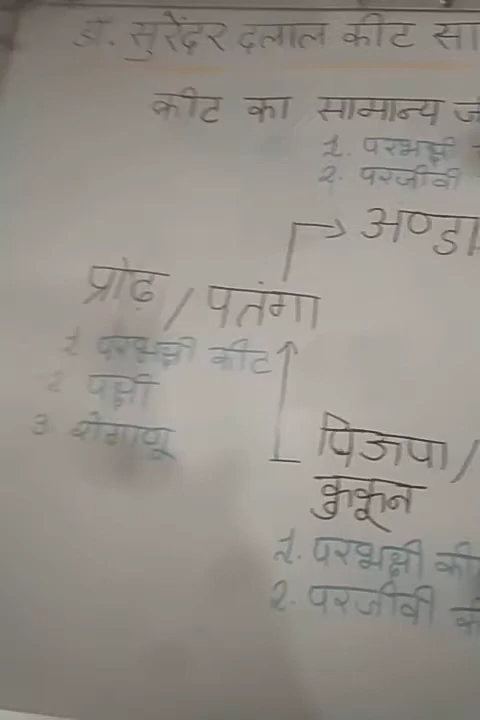 डॉ. सुरेंदर दलाल कीट सा
कीट का सामान्य
1. परभक्षी
2. परजीवी
अण्डा
प्रोढ़ / पतंगा
1 परभक्षी कीट
2 पक्षी
3 रोगाणू
पिऊपा /
कुकून
1. परभक्षी की
2. परजीवी की